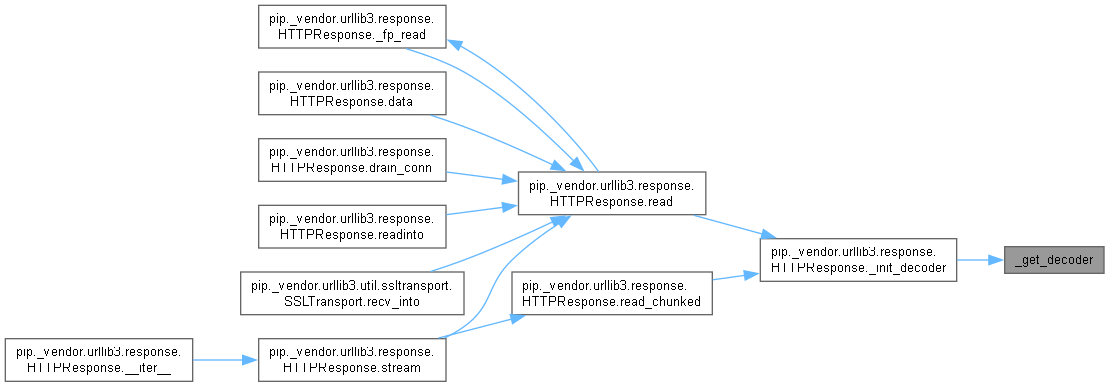 pip._vendor.urllib3.response.
HTTPResponse._fp_read
pip._vendor.urllib3.response.
HTTPResponse.data
pip._vendor.urllib3.response.
HTTPResponse.drain_conn
pip._vendor.urllib3.response.
HTTPResponse.read
pip._vendor.urllib3.response.
HTTPResponse.readinto
pip._vendor.urllib3.response.
HTTPResponse._init_decoder
_get_decoder
pip._vendor.urllib3.util.ssltransport.
SSLTransport.recv_into
pip._vendor.urllib3.response.
HTTPResponse.read_chunked
pip._vendor.urllib3.response.
HTTPResponse.__iter__
pip._vendor.urllib3.response.
HTTPResponse.stream